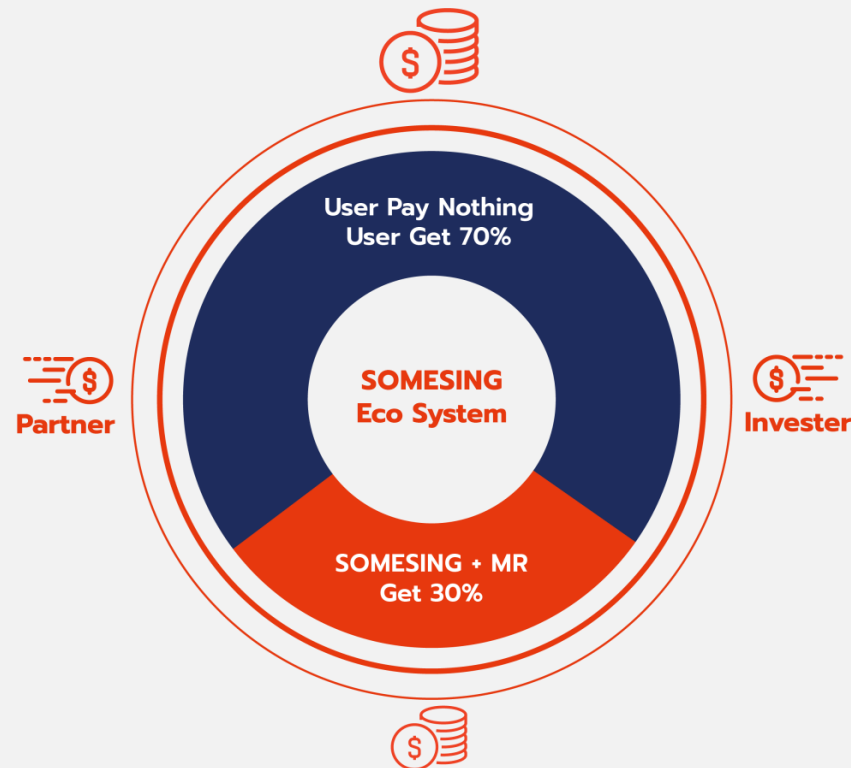 User Pay Nothing
User Get 70%
SOMESING
Eco System
Partner
Invester
SOMESING + MR
Get 30%